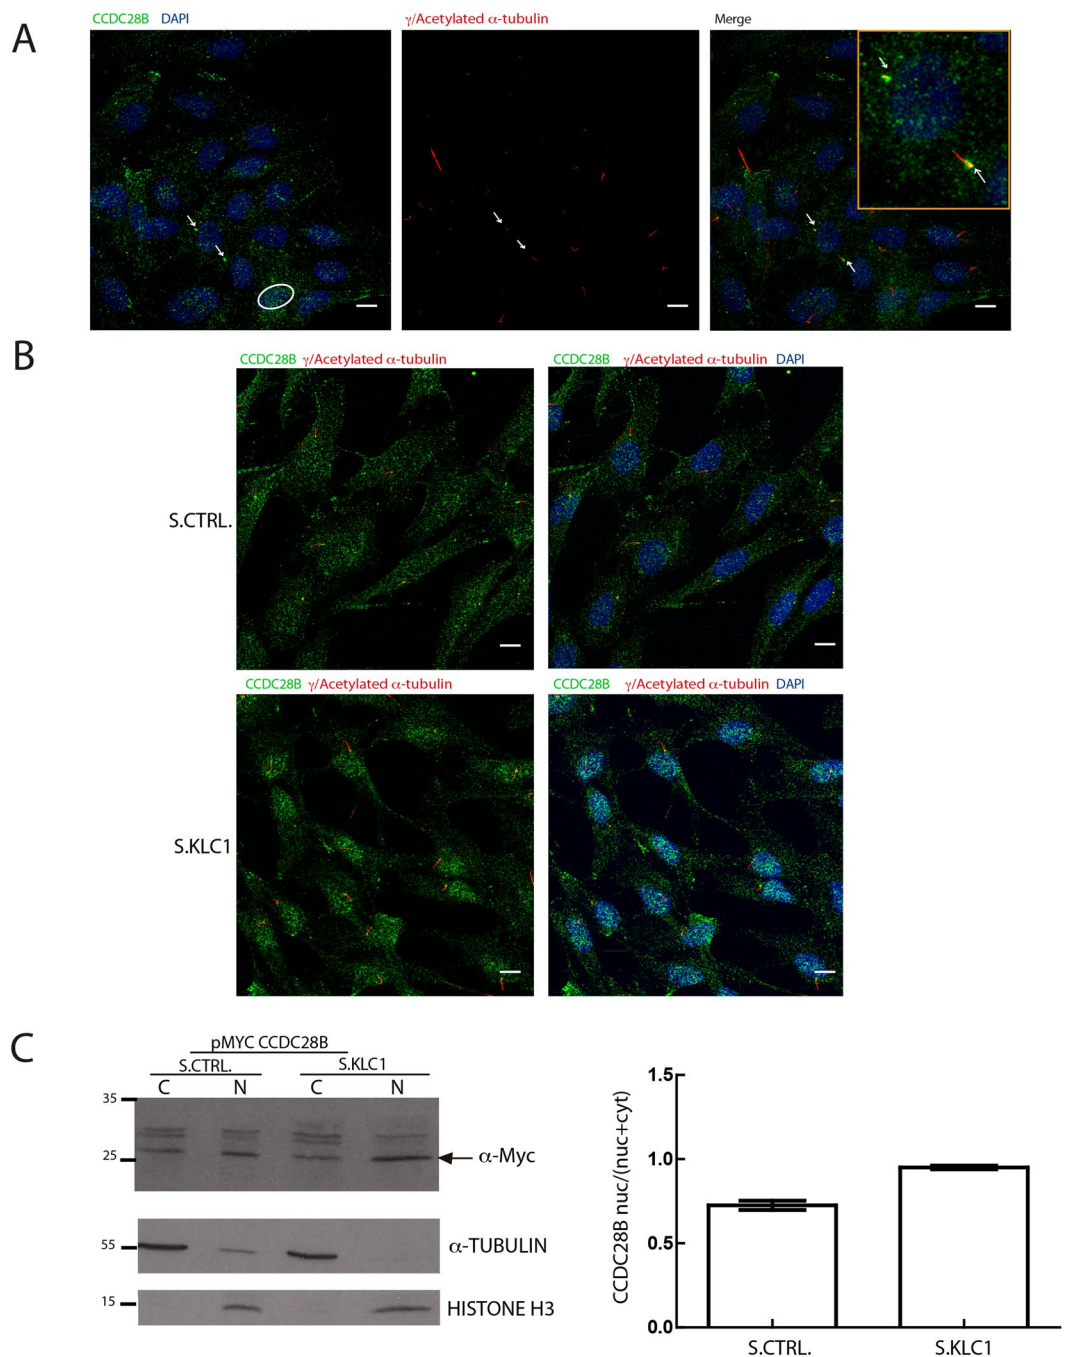 A
CCDC28B DAPI
γ/Acetylated α-tubulin
Merge
B
CCDC28B γ/Acetylated α-tubulin
CCDC28B γ/Acetylated α-tubulin DAPI
S.CTRL.
CCDC28B γ/Acetylated α-tubulin
CCDC28B γ/Acetylated α-tubulin DAPI
S.KLC1
C
pMYC CCDC28B
S.CTRL. S.KLC1
C N C N
35
25
α-Myc
55
α-TUBULIN
15
HISTONE H3
CCDC28B nuc/(nuc+cyt)
1.5
1.0
0.5
0.0
S.CTRL. S.KLC1